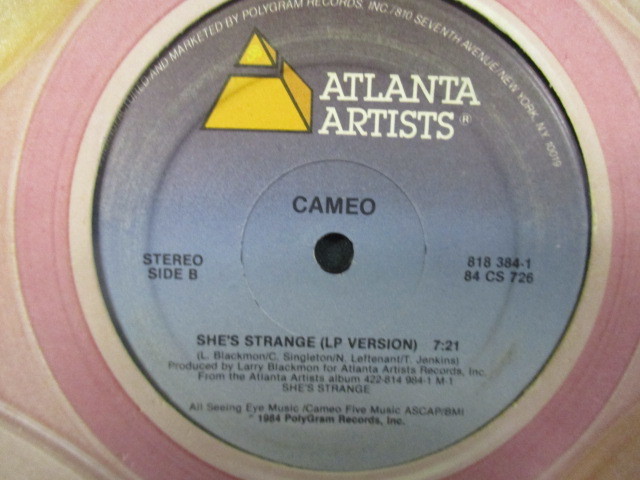 AND MARKETED BY POLYGRAM RECORDS, INC. 7810 SEVENTH AVENUE/NEW YORK, NY 10019
ATLANTA
ARTISTS®
CAMEO
STEREO
SIDE B
818 384-1
84 CS 726
SHE'S STRANGE (LP VERSION) 7:21
(L. Blackmon/C. Singleton/N. Leftenant/T. Jenkins)
Produced by Larry Blackmon for Atlanta Artists Records, Inc.
From the Atlanta Artists album 422-814 984-1 M-1
SHE'S STRANGE
All Seeing Eye Music /Cameo Five Music ASCAP/BMI
1984 PolyGram Records, Inc.